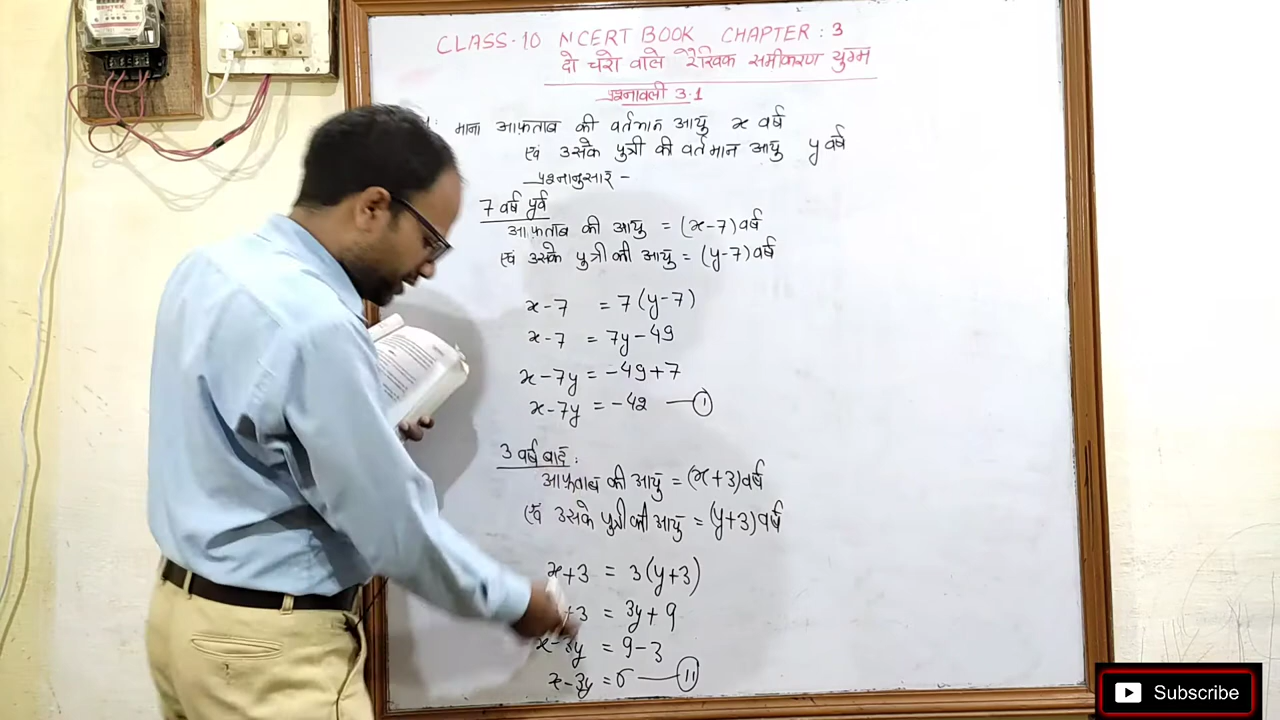 CLASS-10 NCERT BOOK CHAPTER: 3
दो चरो वाले रैखिक समीकरण युग्म
प्रश्नावली 3.1
माना आफ़ताब की वर्तमान आयु x वर्ष
एवं उसके पुत्री की वर्तमान आयु y वर्ष
प्रश्नानुसार -
7 वर्ष पूर्व
आफ़ताब की आयु = (x-7) वर्ष
एवं उसके पुत्री की आयु = (y-7) वर्ष
x-7 = 7(y-7)
x-7 = 7y-49
x-7y = -49+7
x-7y = -42 —(I)
3 वर्ष बाद :
आफताब की आयु = (x+3) वर्ष
एवं उसके पुत्री की आयु = (y+3) वर्ष
x+3 = 3(y+3)
+3 = 3y+9
x-3y = 9-3
x-3y = 6 —(II)
Subscribe